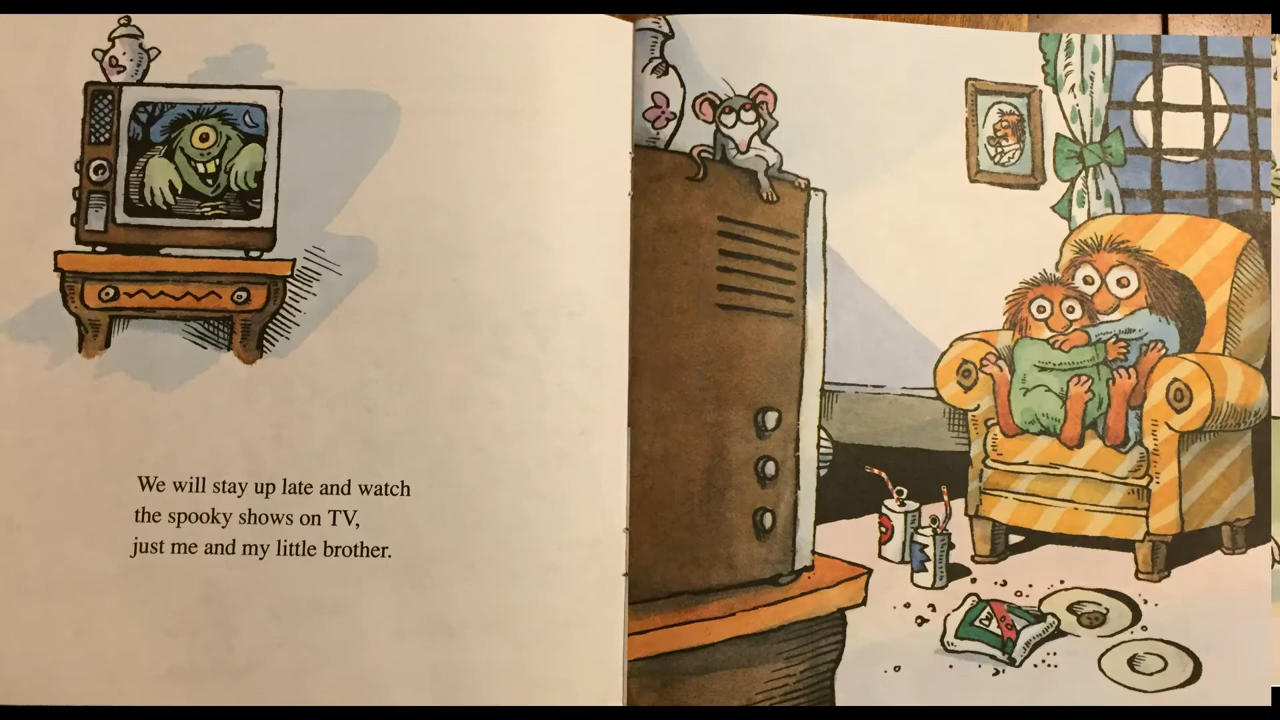 We will stay up late and watch
the spooky shows on TV,
just me and my little brother.